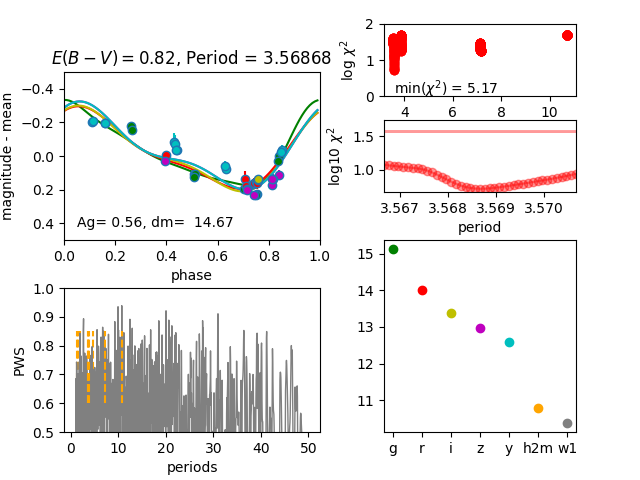 E(B − V) = 0.82, Period = 3.56868
magnitude - mean
−0.4
−0.2
0.0
0.2
0.4
Ag= 0.56, dm=  14.67
0.0 0.2 0.4 0.6 0.8 1.0
phase
log χ²
2
1
0
min(χ²) = 5.17
4 6 8 10
log10 χ²
1.5
1.0
3.567 3.568 3.569 3.570
period
PWS
1.0
0.9
0.8
0.7
0.6
0.5
0 10 20 30 40 50
periods
15
14
13
12
11
g r i z y h2m w1